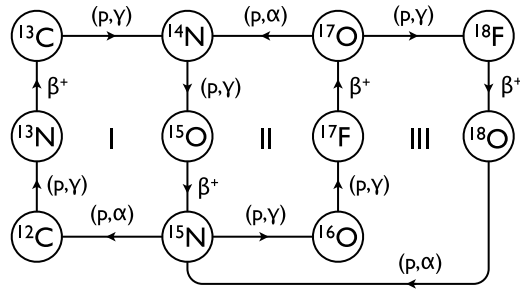 (p,γ) (p,α) (p,γ)
¹³C ¹⁴N ¹⁷O ¹⁸F
β⁺ (p,γ) β⁺ β⁺
¹³N I ¹⁵O II ¹⁷F III ¹⁸O
(p,γ) β⁺ (p,γ)
(p,α) (p,γ)
¹²C ¹⁵N ¹⁶O
(p,α)